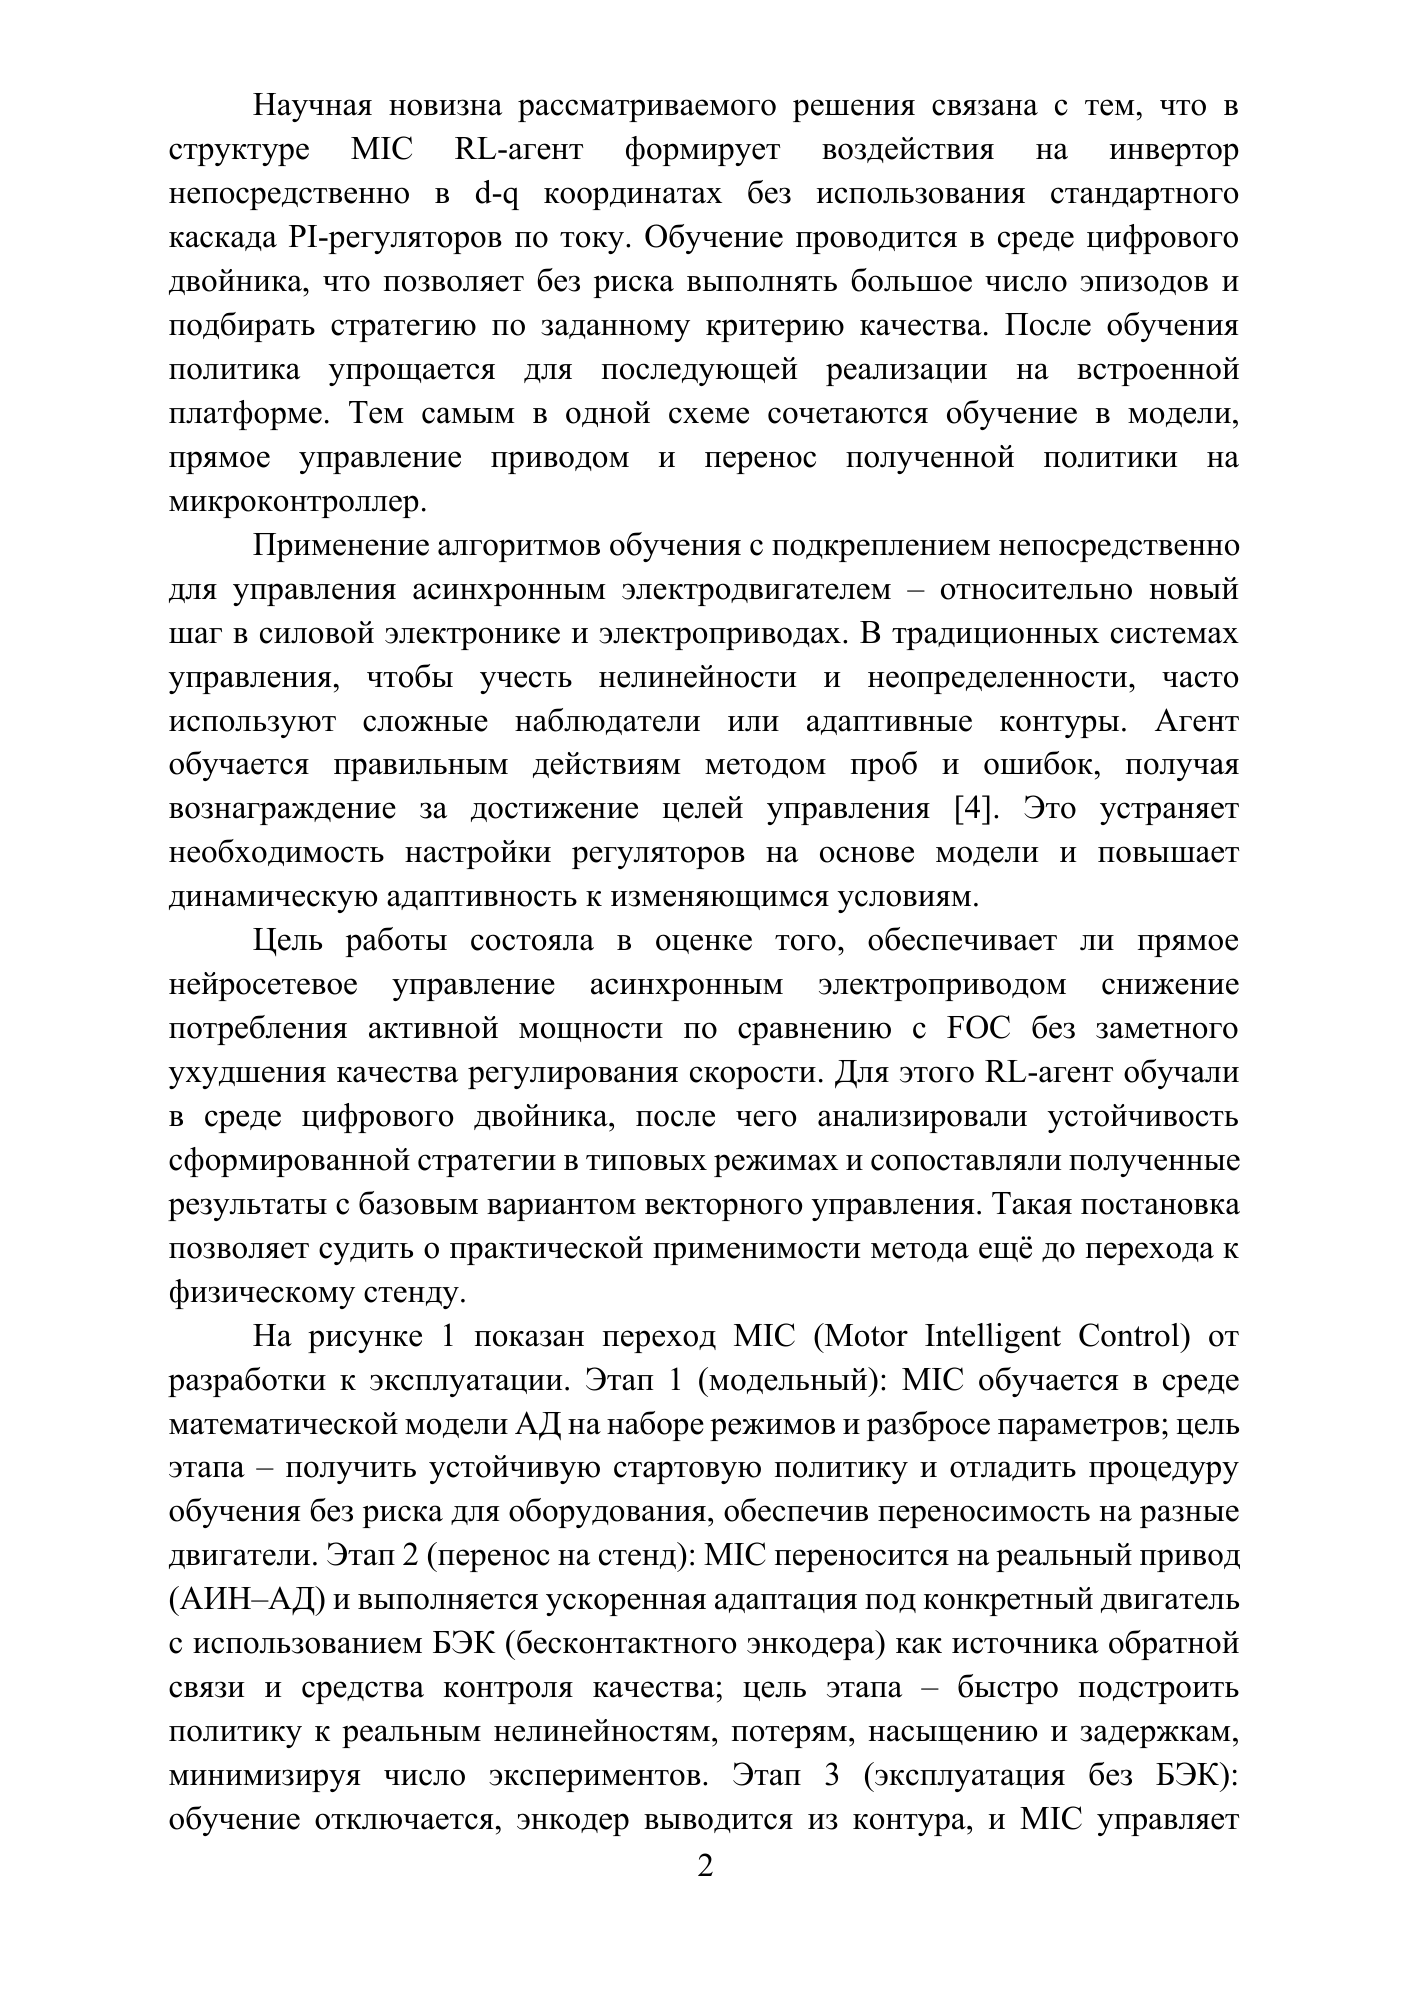 Научная новизна рассматриваемого решения связана с тем, что в
структуре MIC RL-агент формирует воздействия на инвертор
непосредственно в d-q координатах без использования стандартного
каскада PI-регуляторов по току. Обучение проводится в среде цифрового
двойника, что позволяет без риска выполнять большое число эпизодов и
подбирать стратегию по заданному критерию качества. После обучения
политика упрощается для последующей реализации на встроенной
платформе. Тем самым в одной схеме сочетаются обучение в модели,
прямое управление приводом и перенос полученной политики на
микроконтроллер.
Применение алгоритмов обучения с подкреплением непосредственно
для управления асинхронным электродвигателем – относительно новый
шаг в силовой электронике и электроприводах. В традиционных системах
управления, чтобы учесть нелинейности и неопределенности, часто
используют сложные наблюдатели или адаптивные контуры. Агент
обучается правильным действиям методом проб и ошибок, получая
вознаграждение за достижение целей управления [4]. Это устраняет
необходимость настройки регуляторов на основе модели и повышает
динамическую адаптивность к изменяющимся условиям.
Цель работы состояла в оценке того, обеспечивает ли прямое
нейросетевое управление асинхронным электроприводом снижение
потребления активной мощности по сравнению с FOC без заметного
ухудшения качества регулирования скорости. Для этого RL-агент обучали
в среде цифрового двойника, после чего анализировали устойчивость
сформированной стратегии в типовых режимах и сопоставляли полученные
результаты с базовым вариантом векторного управления. Такая постановка
позволяет судить о практической применимости метода ещё до перехода к
физическому стенду.
На рисунке 1 показан переход MIC (Motor Intelligent Control) от
разработки к эксплуатации. Этап 1 (модельный): MIC обучается в среде
математической модели АД на наборе режимов и разбросе параметров; цель
этапа – получить устойчивую стартовую политику и отладить процедуру
обучения без риска для оборудования, обеспечив переносимость на разные
двигатели. Этап 2 (перенос на стенд): MIC переносится на реальный привод
(АИН–АД) и выполняется ускоренная адаптация под конкретный двигатель
с использованием БЭК (бесконтактного энкодера) как источника обратной
связи и средства контроля качества; цель этапа – быстро подстроить
политику к реальным нелинейностям, потерям, насыщению и задержкам,
минимизируя число экспериментов. Этап 3 (эксплуатация без БЭК):
обучение отключается, энкодер выводится из контура, и MIC управляет
2